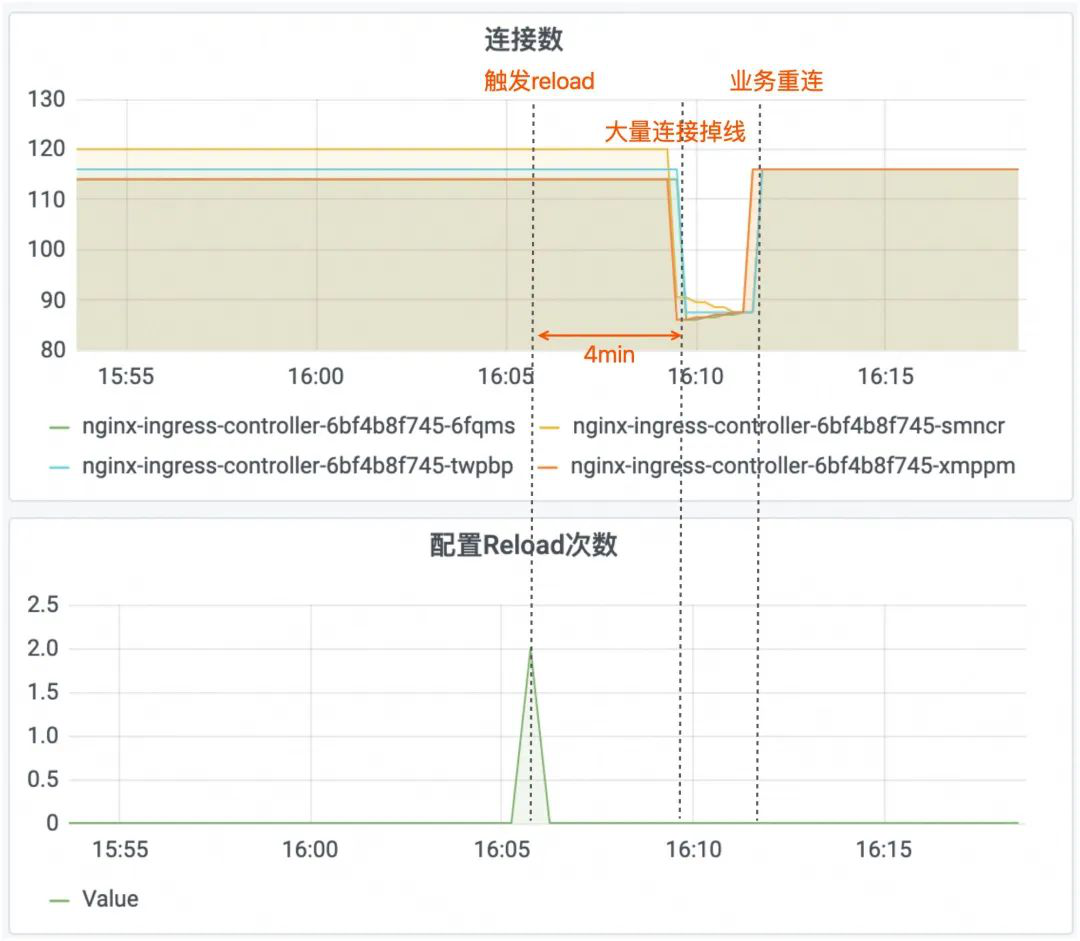 连接数
触发reload
业务重连
大量连接掉线
130
120
110
100
90
80
4min
15:55 16:00 16:05 16:10 16:15
nginx-ingress-controller-6bf4b8f745-6fqms nginx-ingress-controller-6bf4b8f745-smncr
nginx-ingress-controller-6bf4b8f745-twpbp nginx-ingress-controller-6bf4b8f745-xmppm
配置Reload次数
2.5
2.0
1.5
1.0
0.5
0
15:55 16:00 16:05 16:10 16:15
Value